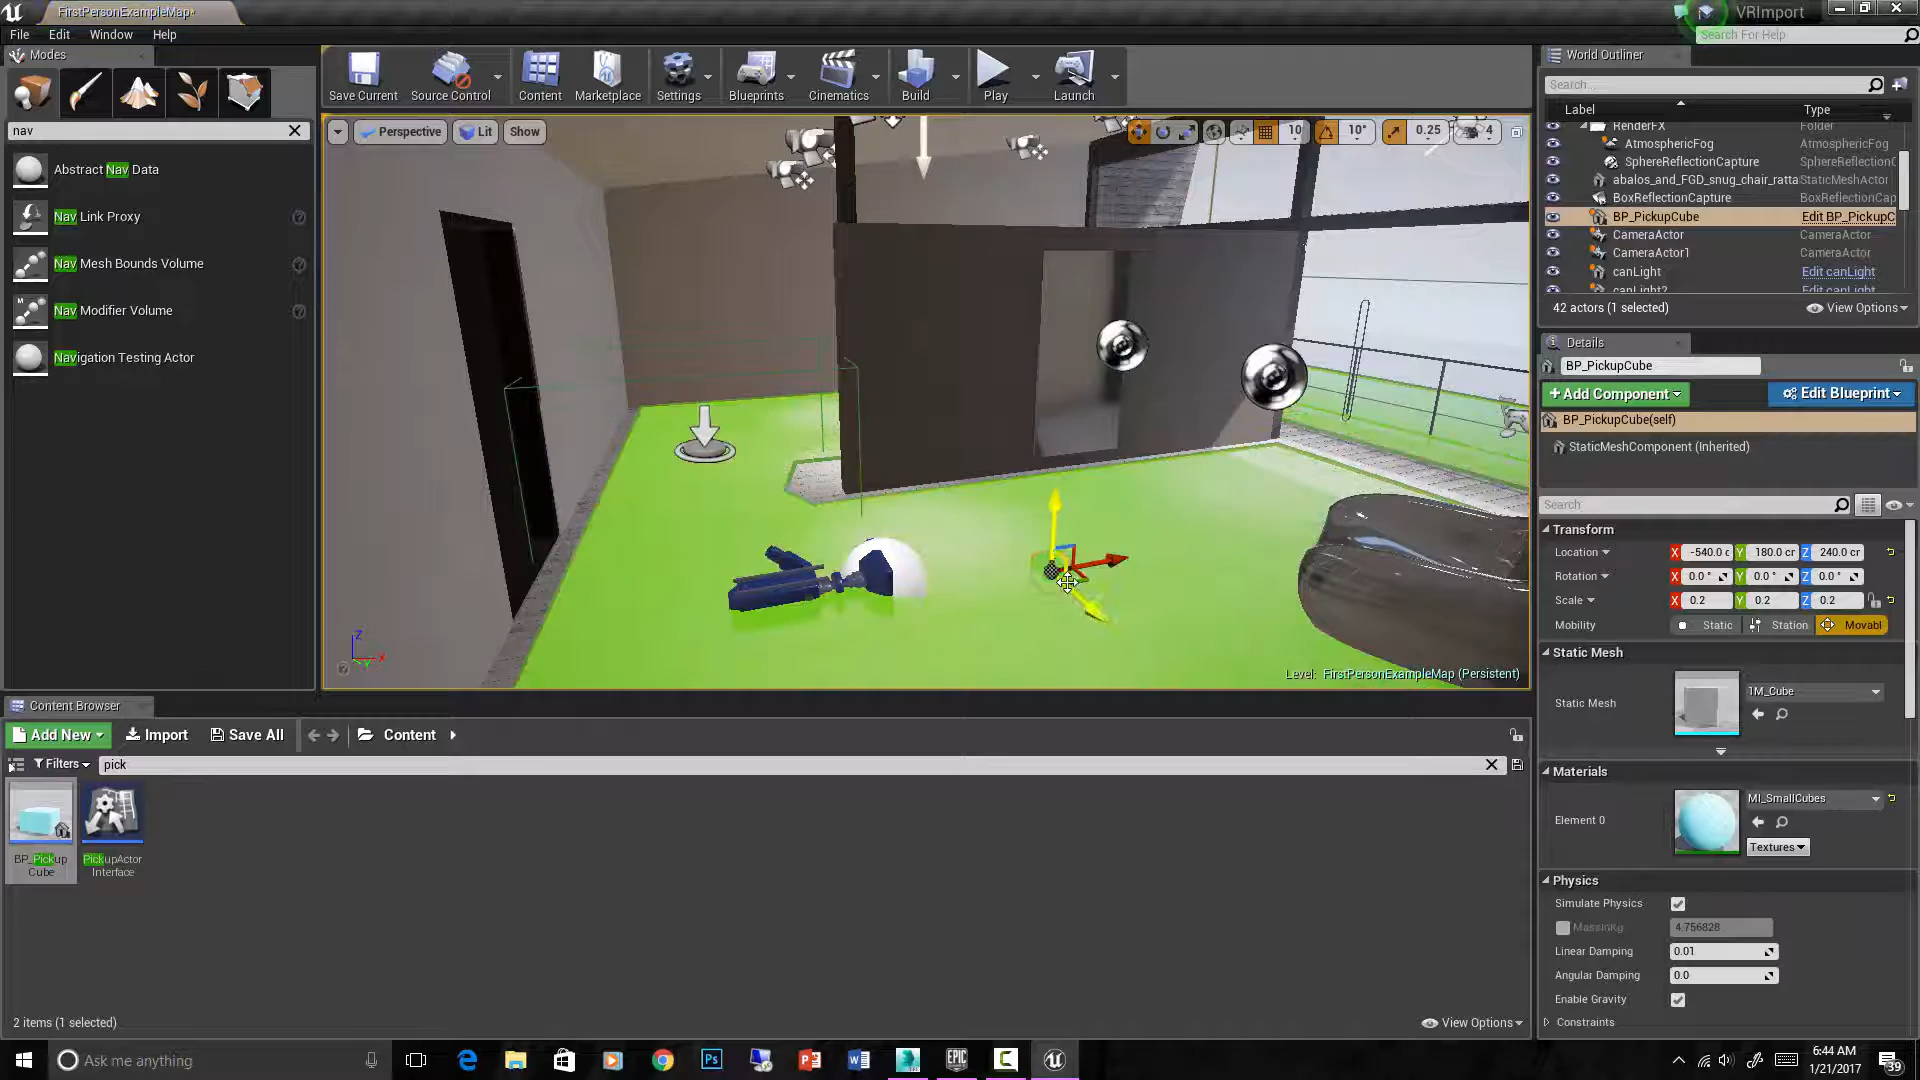 FirstPersonExampleMap*
VRImport
File Edit Window Help
Search For Help
Modes
nav
Abstract Nav Data
Nav Link Proxy
Nav Mesh Bounds Volume
Nav Modifier Volume
Navigation Testing Actor
Save Current Source Control Content Marketplace Settings Blueprints Cinematics Build Play Launch
Perspective Lit Show
10 10° 0.25 4
Level: FirstPersonExampleMap (Persistent)
World Outliner
Search...
Label Type
RenderFX Folder
AtmosphericFog AtmosphericFog
SphereReflectionCapture SphereReflectionC
abalos_and_FGD_snug_chair_ratta StaticMeshActor
BoxReflectionCapture BoxReflectionCap
BP_PickupCube Edit BP_PickupC
CameraActor CameraActor
CameraActor1 CameraActor
canLight Edit canLight
canLight2 Edit canLight
42 actors (1 selected) View Options
Details
BP_PickupCube
+Add Component Edit Blueprint
BP_PickupCube(self)
StaticMeshComponent (Inherited)
Search
Transform
Location X -540.0 c Y 180.0 cr Z 240.0 cr
Rotation X 0.0 ° Y 0.0 ° Z 0.0 °
Scale X 0.2 Y 0.2 Z 0.2
Mobility Static Station Movabl
Static Mesh
Static Mesh 1M_Cube
Materials
Element 0 MI_SmallCubes
Textures
Physics
Simulate Physics
MassInKg 4.756828
Linear Damping 0.01
Angular Damping 0.0
Enable Gravity
Constraints
Content Browser
Add New Import Save All Content
Filters pick
BP_Pickup
Cube
PickupActor
Interface
2 items (1 selected) View Options
Ask me anything
EPIC
6:44 AM
1/21/2017
39